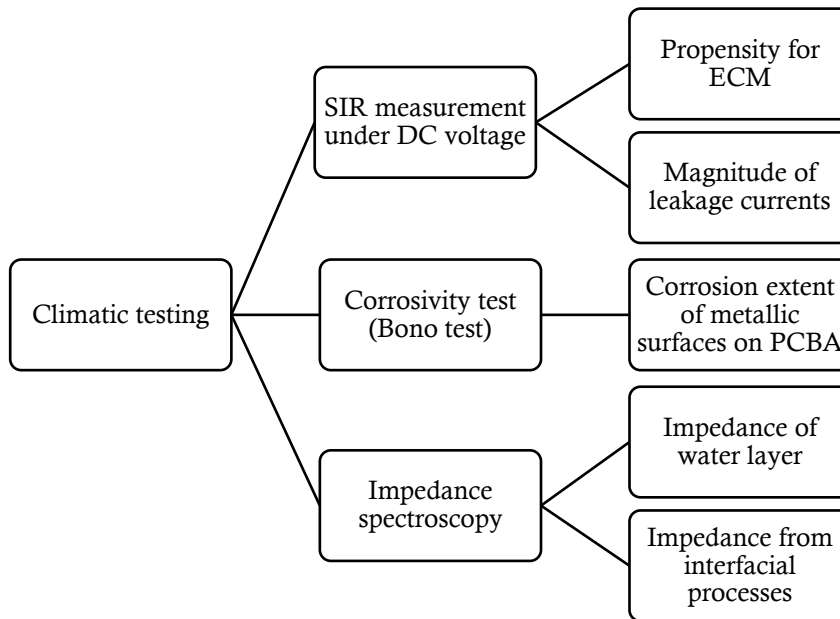 Propensity for
ECM
SIR measurement
under DC voltage
Magnitude of
leakage currents
Climatic testing
Corrosivity test
(Bono test)
Corrosion extent
of metallic
surfaces on PCBA
Impedance of
water layer
Impedance
spectroscopy
Impedance from
interfacial
processes